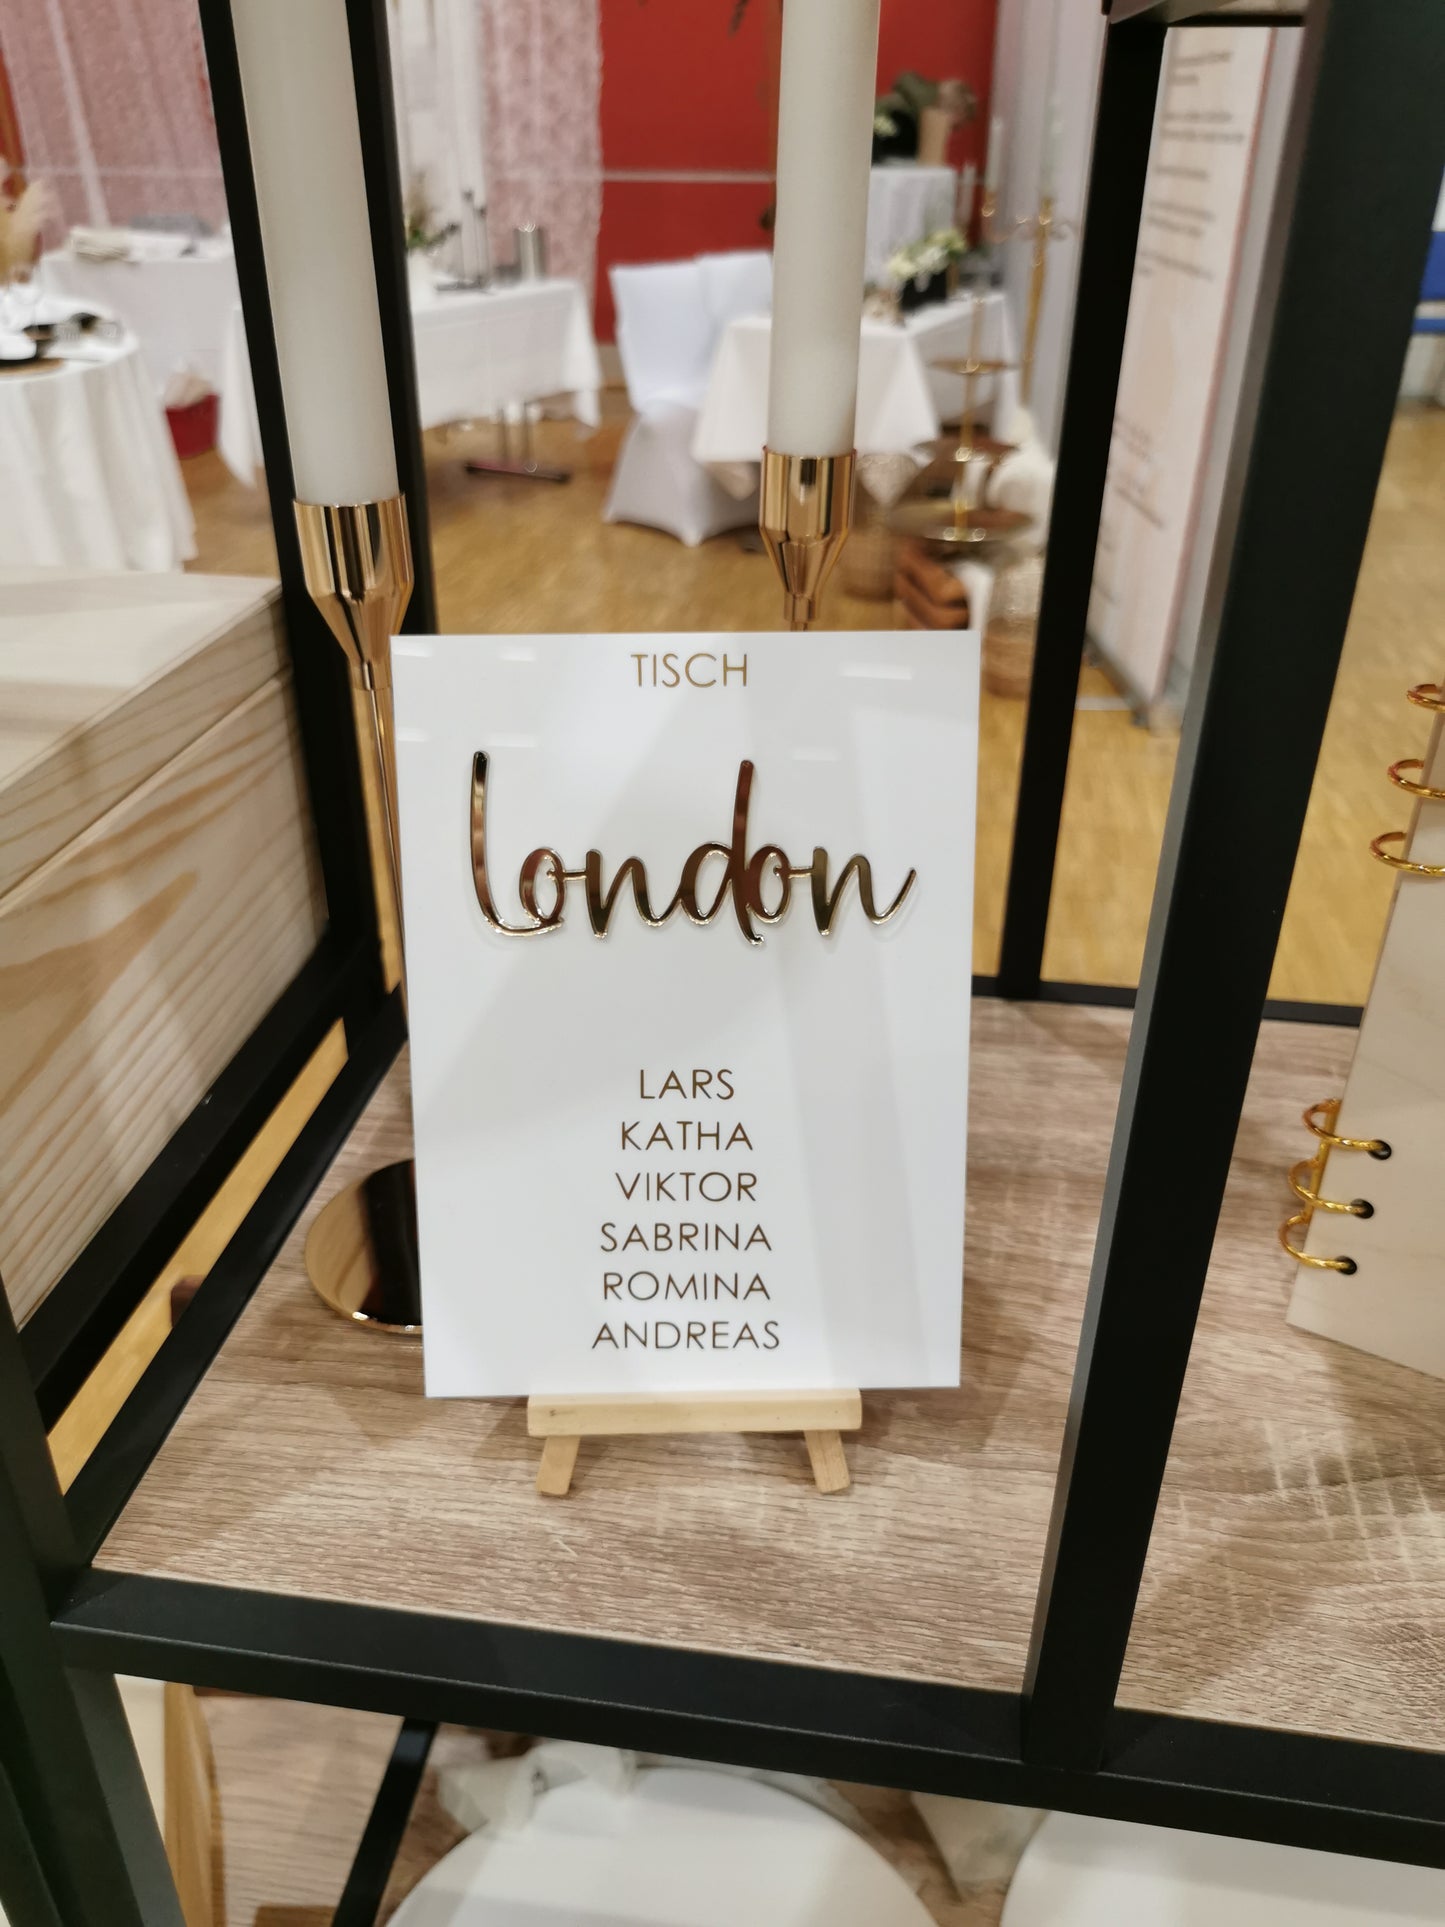 TISCH
London
LARS
KATHA
VIKTOR
SABRINA
ROMINA
ANDREAS